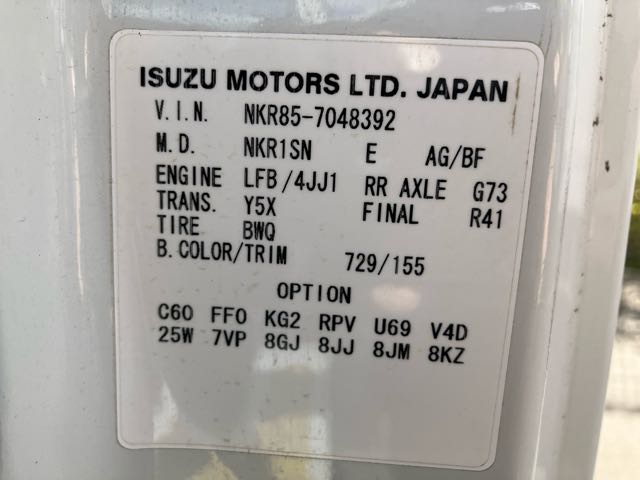 ISUZU MOTORS LTD. JAPAN
V.I.N. NKR85-7048392
M.D. NKR1SN E AG/BF
ENGINE LFB/4JJ1 RR AXLE G73
TRANS. Y5X FINAL R41
TIRE BWQ
B.COLOR/TRIM 729/155
OPTION
C60 FF0 KG2 RPV U69 V4D
25W 7VP 8GJ 8JJ 8JM 8KZ